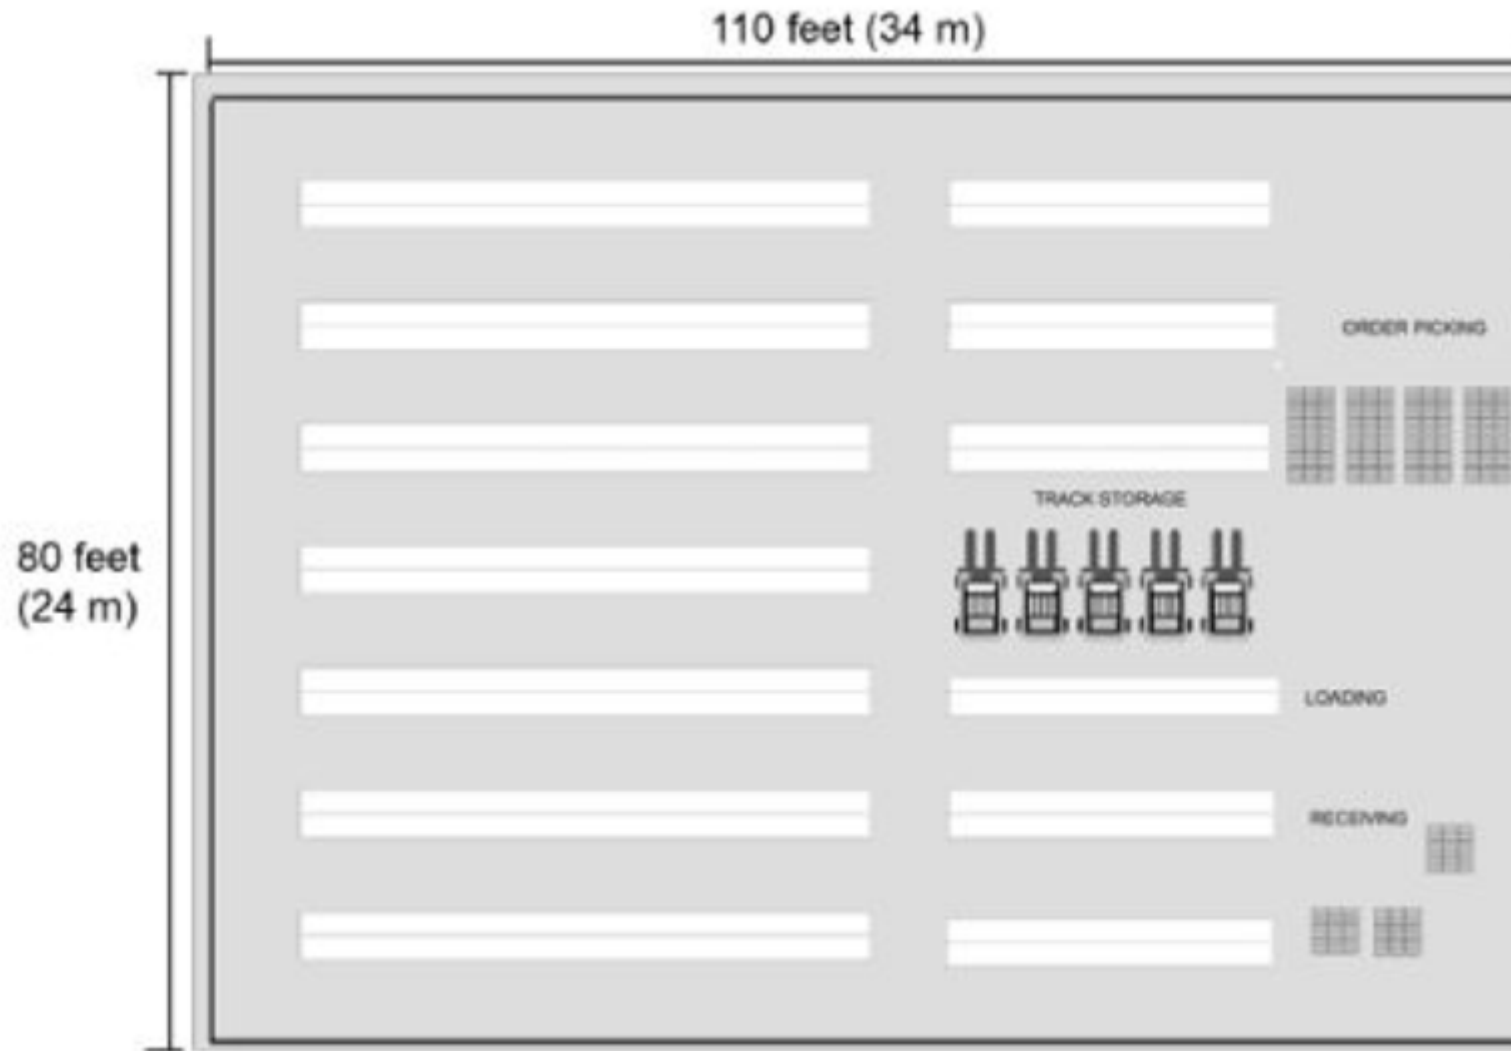 110 feet (34 m)
ORDER PICKING
TRACK STORAGE
80 feet
(24 m)
LOADING
RECEIVING